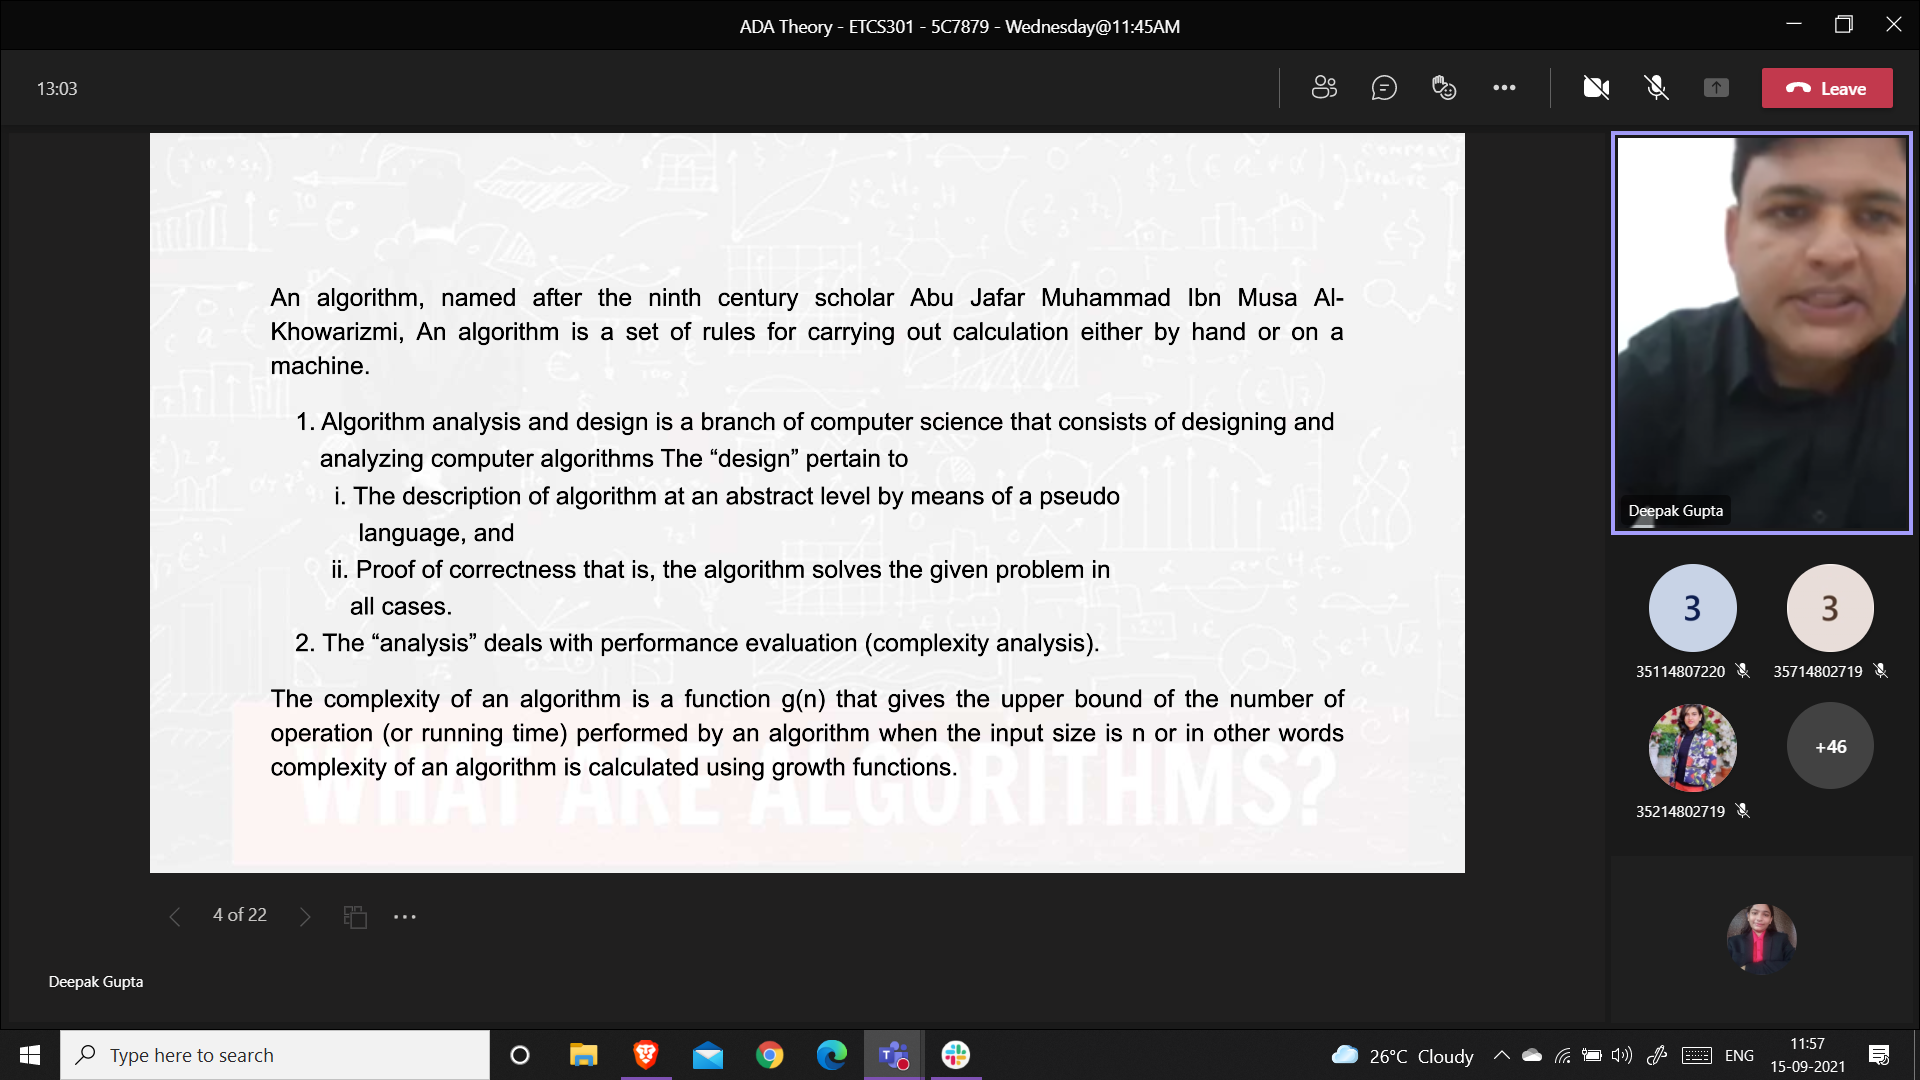 ADA Theory - ETCS301 - 5C7879 - Wednesday@11:45AM
13:03
Leave
An algorithm, named after the ninth century scholar Abu Jafar Muhammad Ibn Musa Al-
Khowarizmi, An algorithm is a set of rules for carrying out calculation either by hand or on a
machine.
1. Algorithm analysis and design is a branch of computer science that consists of designing and
analyzing computer algorithms The “design” pertain to
i. The description of algorithm at an abstract level by means of a pseudo
language, and
ii. Proof of correctness that is, the algorithm solves the given problem in
all cases.
2. The “analysis” deals with performance evaluation (complexity analysis).
The complexity of an algorithm is a function g(n) that gives the upper bound of the number of
operation (or running time) performed by an algorithm when the input size is n or in other words
complexity of an algorithm is calculated using growth functions.
WHAT ARE ALGORITHMS?
Deepak Gupta
3
3
35114807220
35714802719
+46
35214802719
4 of 22
Deepak Gupta
Type here to search
26°C Cloudy
ENG
11:57
15-09-2021